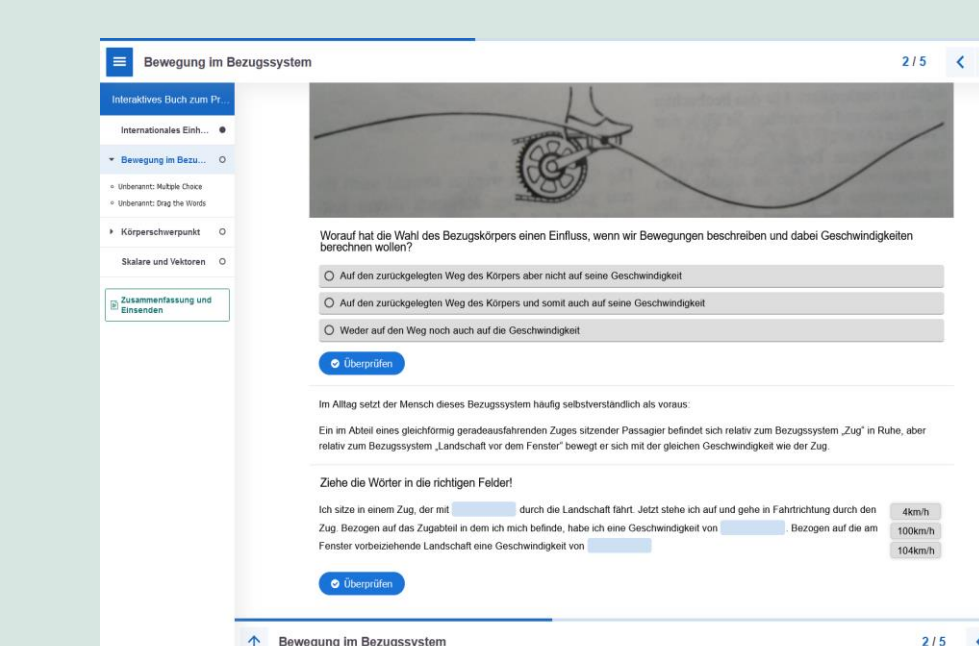 Bewegung im Bezugssystem
2 / 5
Interaktives Buch zum Pr...
Internationales Einh...
Bewegung im Bezu...
Unbenannt: Multiple Choice
Unbenannt: Drag the Words
Körperschwerpunkt
Skalare und Vektoren
Zusammenfassung und
Einsenden
Worauf hat die Wahl des Bezugskörpers einen Einfluss, wenn wir Bewegungen beschreiben und dabei Geschwindigkeiten
berechnen wollen?
Auf den zurückgelegten Weg des Körpers aber nicht auf seine Geschwindigkeit
Auf den zurückgelegten Weg des Körpers und somit auch auf seine Geschwindigkeit
Weder auf den Weg noch auch auf die Geschwindigkeit
Überprüfen
Im Alltag setzt der Mensch dieses Bezugssystem häufig selbstverständlich als voraus:
Ein im Abteil eines gleichförmig geradeausfahrenden Zuges sitzender Passagier befindet sich relativ zum Bezugssystem „Zug" in Ruhe, aber
relativ zum Bezugssystem „Landschaft vor dem Fenster" bewegt er sich mit der gleichen Geschwindigkeit wie der Zug.
Ziehe die Wörter in die richtigen Felder!
Ich sitze in einem Zug, der mit durch die Landschaft fährt. Jetzt stehe ich auf und gehe in Fahrtrichtung durch den
Zug. Bezogen auf das Zugabteil in dem ich mich befinde, habe ich eine Geschwindigkeit von . Bezogen auf die am
Fenster vorbeiziehende Landschaft eine Geschwindigkeit von
4km/h
100km/h
104km/h
Überprüfen
Bewegung im Bezugssystem
2 / 5